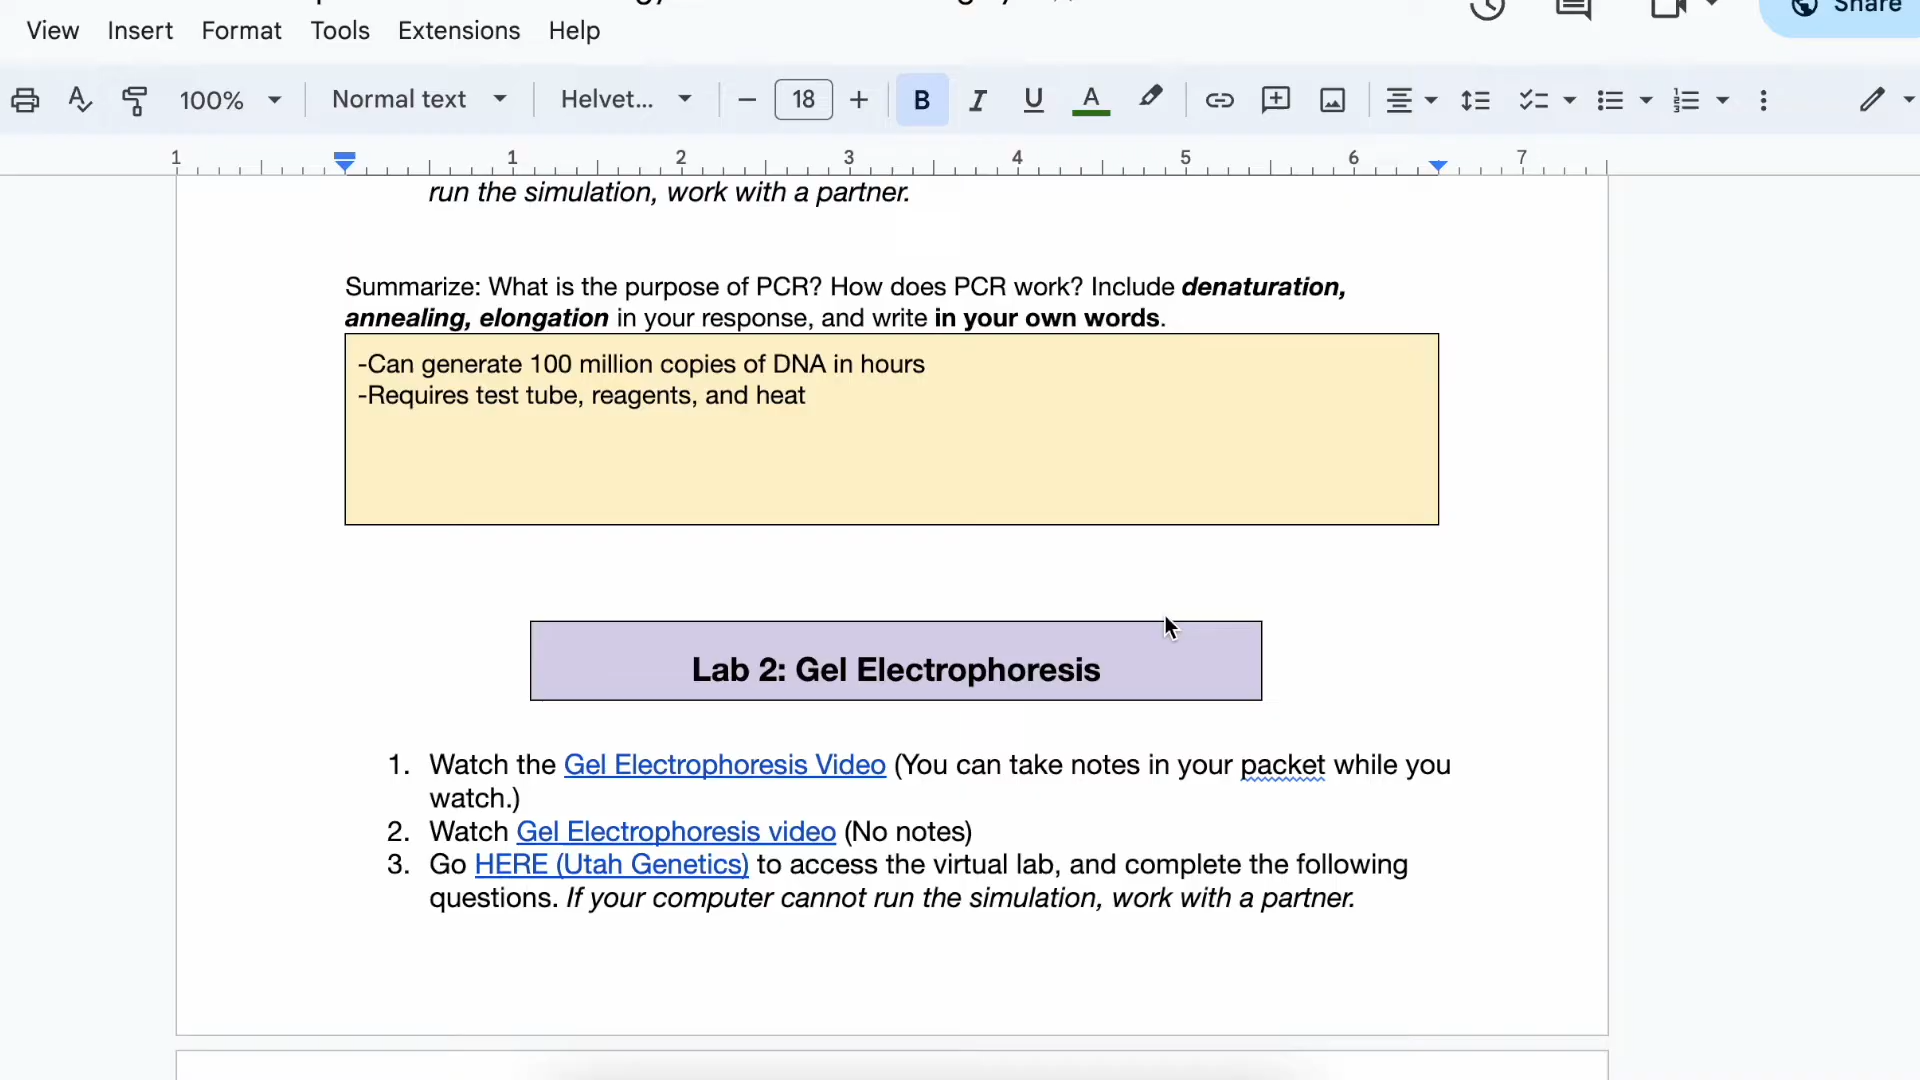 View Insert Format Tools Extensions Help Share
100% Normal text Helvet... 18 B I U A
1 1 2 3 4 5 6 7
run the simulation, work with a partner.
Summarize: What is the purpose of PCR? How does PCR work? Include denaturation,
annealing, elongation in your response, and write in your own words.
-Can generate 100 million copies of DNA in hours
-Requires test tube, reagents, and heat
Lab 2: Gel Electrophoresis
1. Watch the Gel Electrophoresis Video (You can take notes in your packet while you
watch.)
2. Watch Gel Electrophoresis video (No notes)
3. Go HERE (Utah Genetics) to access the virtual lab, and complete the following
questions. If your computer cannot run the simulation, work with a partner.